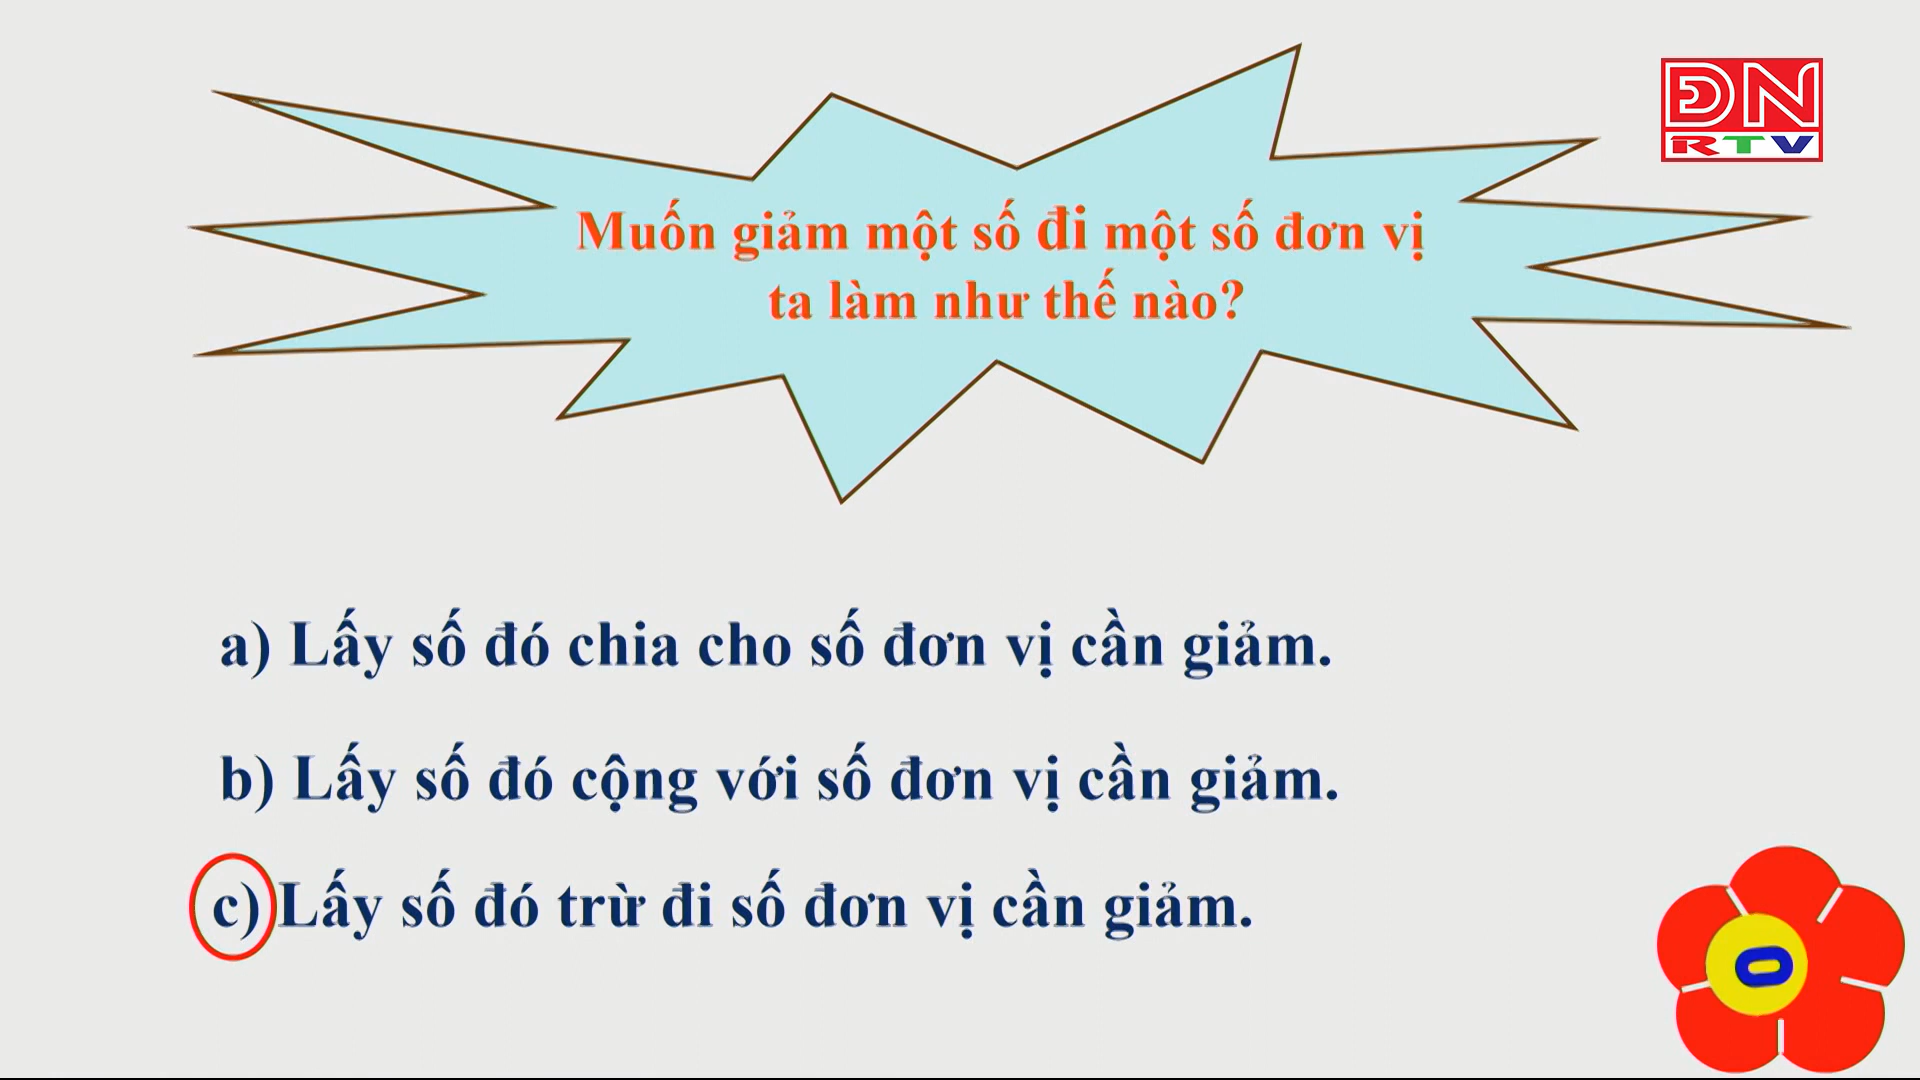 ĐN
RTV
Muốn giảm một số đi một số đơn vị
ta làm như thế nào?
a) Lấy số đó chia cho số đơn vị cần giảm.
b) Lấy số đó cộng với số đơn vị cần giảm.
c) Lấy số đó trừ đi số đơn vị cần giảm.
0